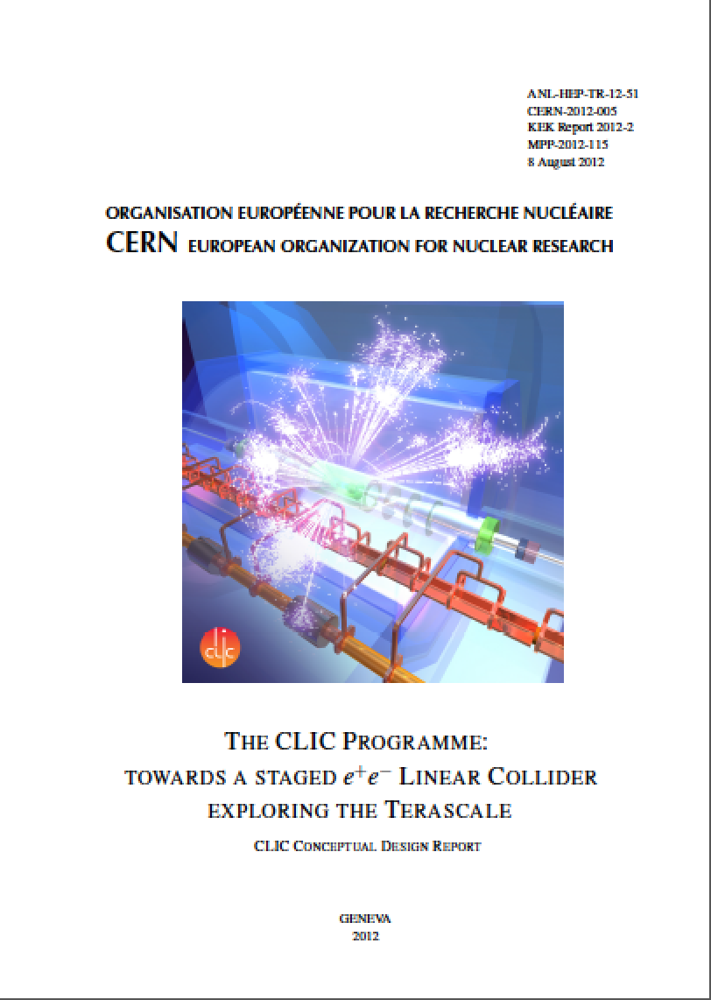 ANL-HEP-TR-12-51
CERN-2012-005
KEK Report 2012-2
MPP-2012-115
8 August 2012
ORGANISATION EUROPÉENNE POUR LA RECHERCHE NUCLÉAIRE
CERN EUROPEAN ORGANIZATION FOR NUCLEAR RESEARCH
clic
THE CLIC PROGRAMME:
TOWARDS A STAGED e⁺e⁻ LINEAR COLLIDER
EXPLORING THE TERASCALE
CLIC CONCEPTUAL DESIGN REPORT
GENEVA
2012